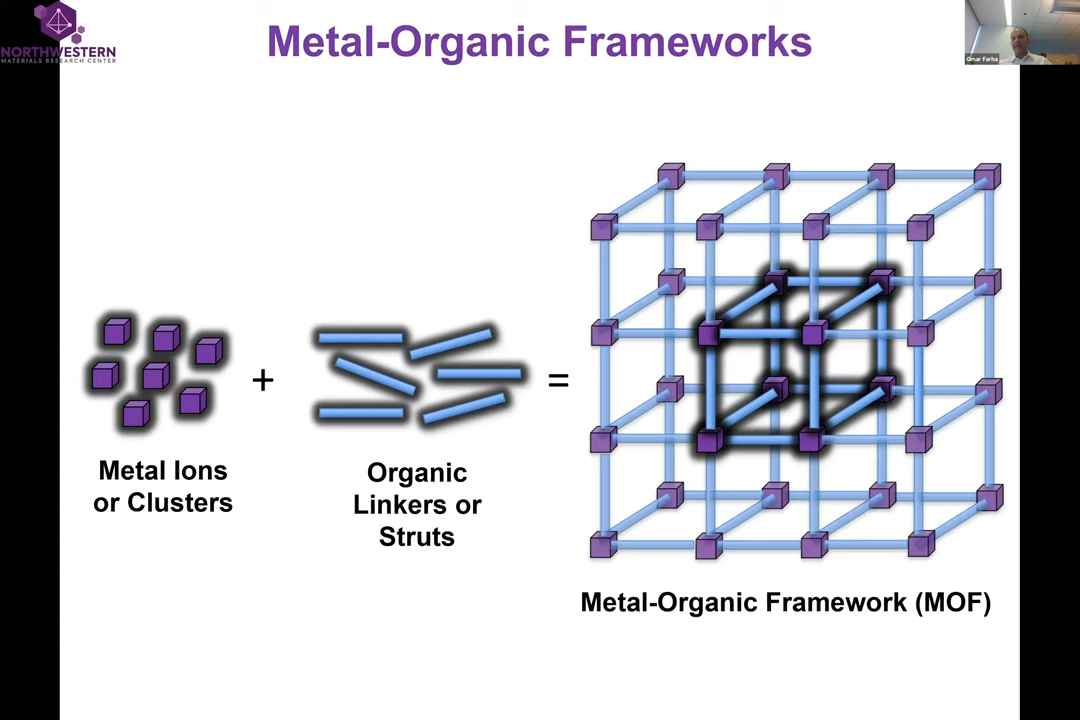 NORTHWESTERN
MATERIALS RESEARCH CENTER
Metal-Organic Frameworks
Omar Farha
+
=
Metal Ions
or Clusters
Organic
Linkers or
Struts
Metal-Organic Framework (MOF)